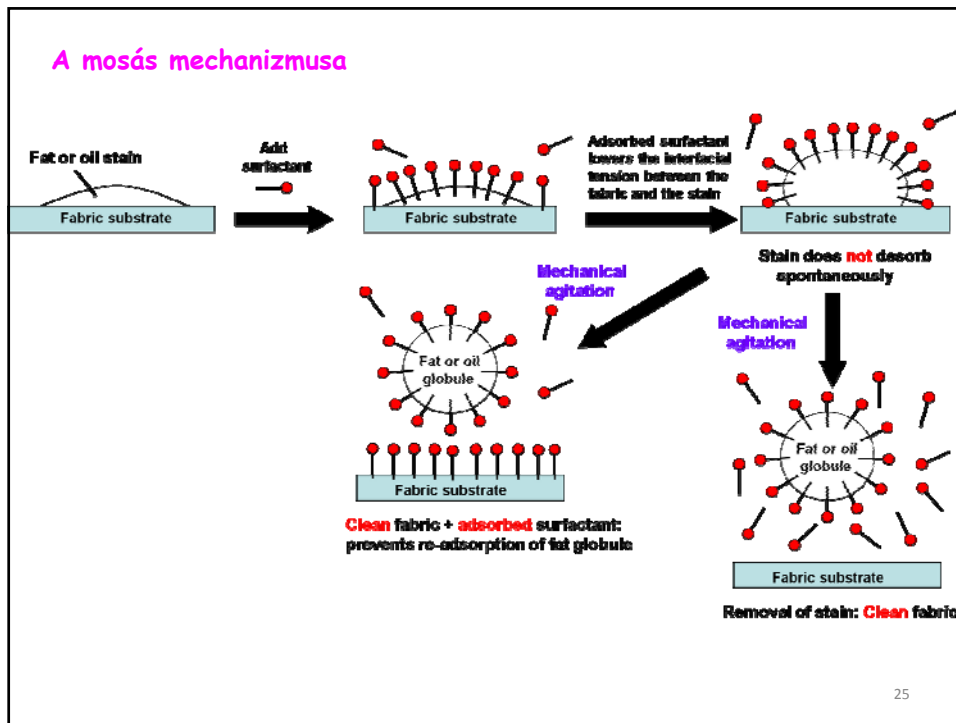 A mosás mechanizmusa
Fat or oil stain
Fabric substrate
Add
surfactant
Fabric substrate
Adsorbed surfactant
lowers the interfacial
tension between the
fabric and the stain
Fabric substrate
Stain does not desorb
spontaneously
Mechanical
agitation
Mechanical
agitation
Fat or oil
globule
Fabric substrate
Clean fabric + adsorbed surfactant:
prevents re-adsorption of fat globule
Fat or oil
globule
Fabric substrate
Removal of stain: Clean fabric
25